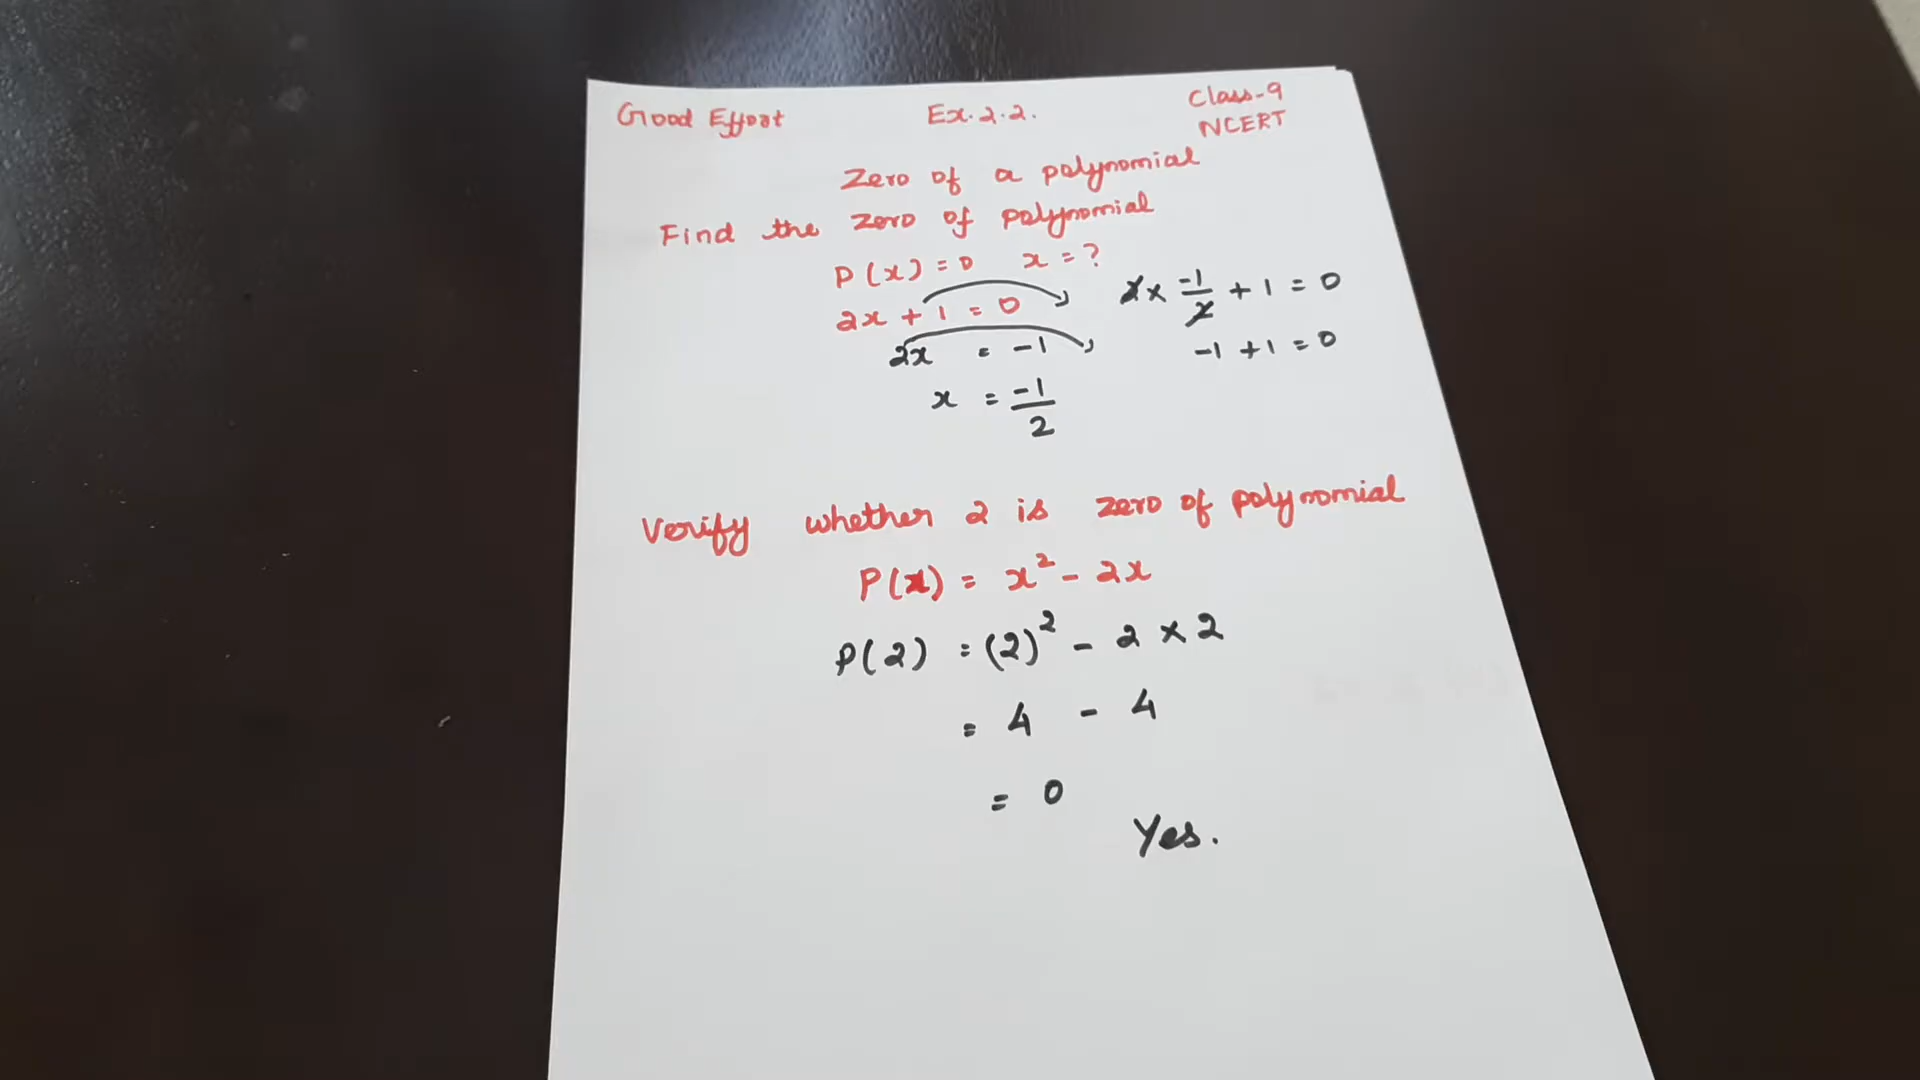 Good Effort Ex.2.2. Class-9
NCERT
Zero of a polynomial
Find the zero of polynomial
P(x) = 0 x = ?
2x + 1 = 0
2x = -1
x = -1/2
2 x -1/2 + 1 = 0
-1 + 1 = 0
Verify whether 2 is zero of polynomial
P(x) = x² - 2x
P(2) = (2)² - 2 × 2
= 4 - 4
= 0
Yes.